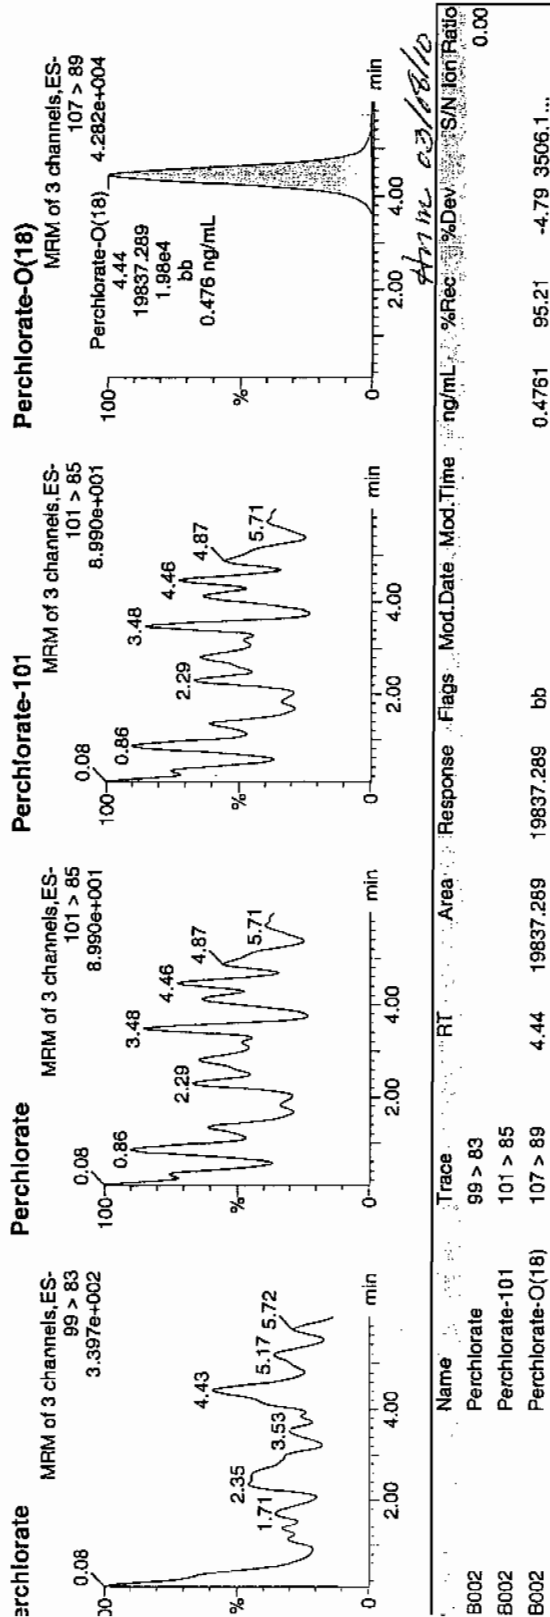 erchlorate
MRM of 3 channels,ES-
99 > 83
3.397e+002
0.08
1.71
2.35
3.53
4.43
5.17
5.72
00
%
0
2.00
4.00
min
Perchlorate
MRM of 3 channels,ES-
101 > 85
8.990e+001
0.08
0.86
2.29
3.48
4.46
4.87
5.71
100
%
0
2.00
4.00
min
Perchlorate-101
MRM of 3 channels,ES-
101 > 85
8.990e+001
0.08
0.86
2.29
3.48
4.46
4.87
5.71
100
%
0
2.00
4.00
min
Perchlorate-O(18)
MRM of 3 channels,ES-
107 > 89
4.282e+004
Perchlorate-O(18)
4.44
19837.289
1.98e4
bb
0.476 ng/mL
100
%
0
2.00
4.00
min
03/08/10
Name Trace RT Area Response Flags Mod.Date Mod.Time ng/mL %Rec %Dev S/N Ion Ratio
B002 Perchlorate 99 > 83 0.00
B002 Perchlorate-101 101 > 85
B002 Perchlorate-O(18) 107 > 89 4.44 19837.289 19837.289 bb 0.4761 95.21 -4.79 3506.1...